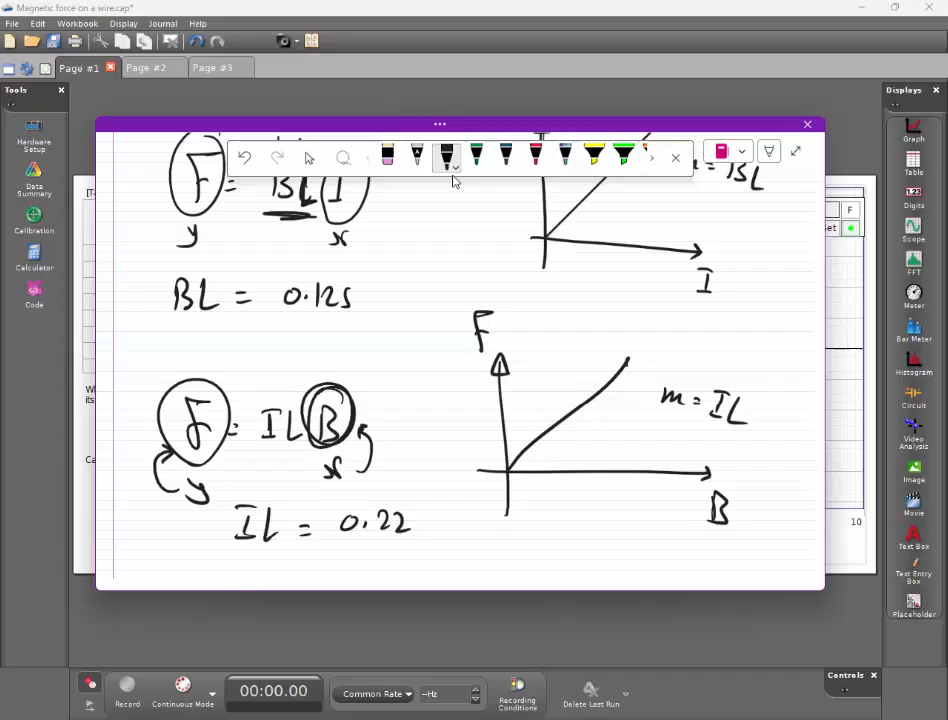 Magnetic force on a wire.cap*
File Edit Workbook Display Journal Help
Page #1 Page #2 Page #3
Tools
Displays
Hardware Setup
Data Summary
Calibration
Calculator
Code
Graph
Table
Digits
Scope
FFT
Meter
Bar Meter
Histogram
Circuit
Video Analysis
Image
Movie
Text Box
Text Entry Box
Placeholder
F = BL I
y x
BL = 0.125
I
F = ILB
y x
IL = 0.22
F
m = IL
B
F
10
Record
Continuous Mode
00:00.00
Common Rate
--Hz
Recording Conditions
Delete Last Run
Controls